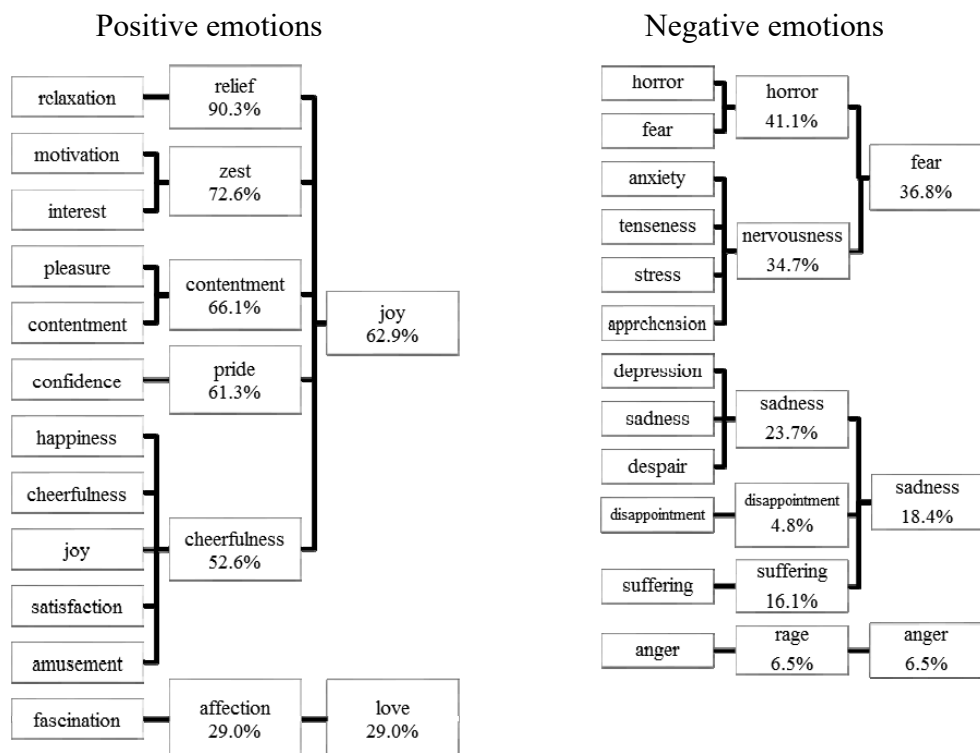 Positive emotions
relaxation
relief
90.3%
motivation
interest
zest
72.6%
pleasure
contentment
contentment
66.1%
confidence
pride
61.3%
happiness
cheerfulness
joy
satisfaction
amusement
cheerfulness
52.6%
joy
62.9%
fascination
affection
29.0%
love
29.0%
Negative emotions
horror
fear
horror
41.1%
anxiety
tenseness
stress
apprehension
nervousness
34.7%
fear
36.8%
depression
sadness
despair
sadness
23.7%
disappointment
disappointment
4.8%
suffering
suffering
16.1%
sadness
18.4%
anger
rage
6.5%
anger
6.5%